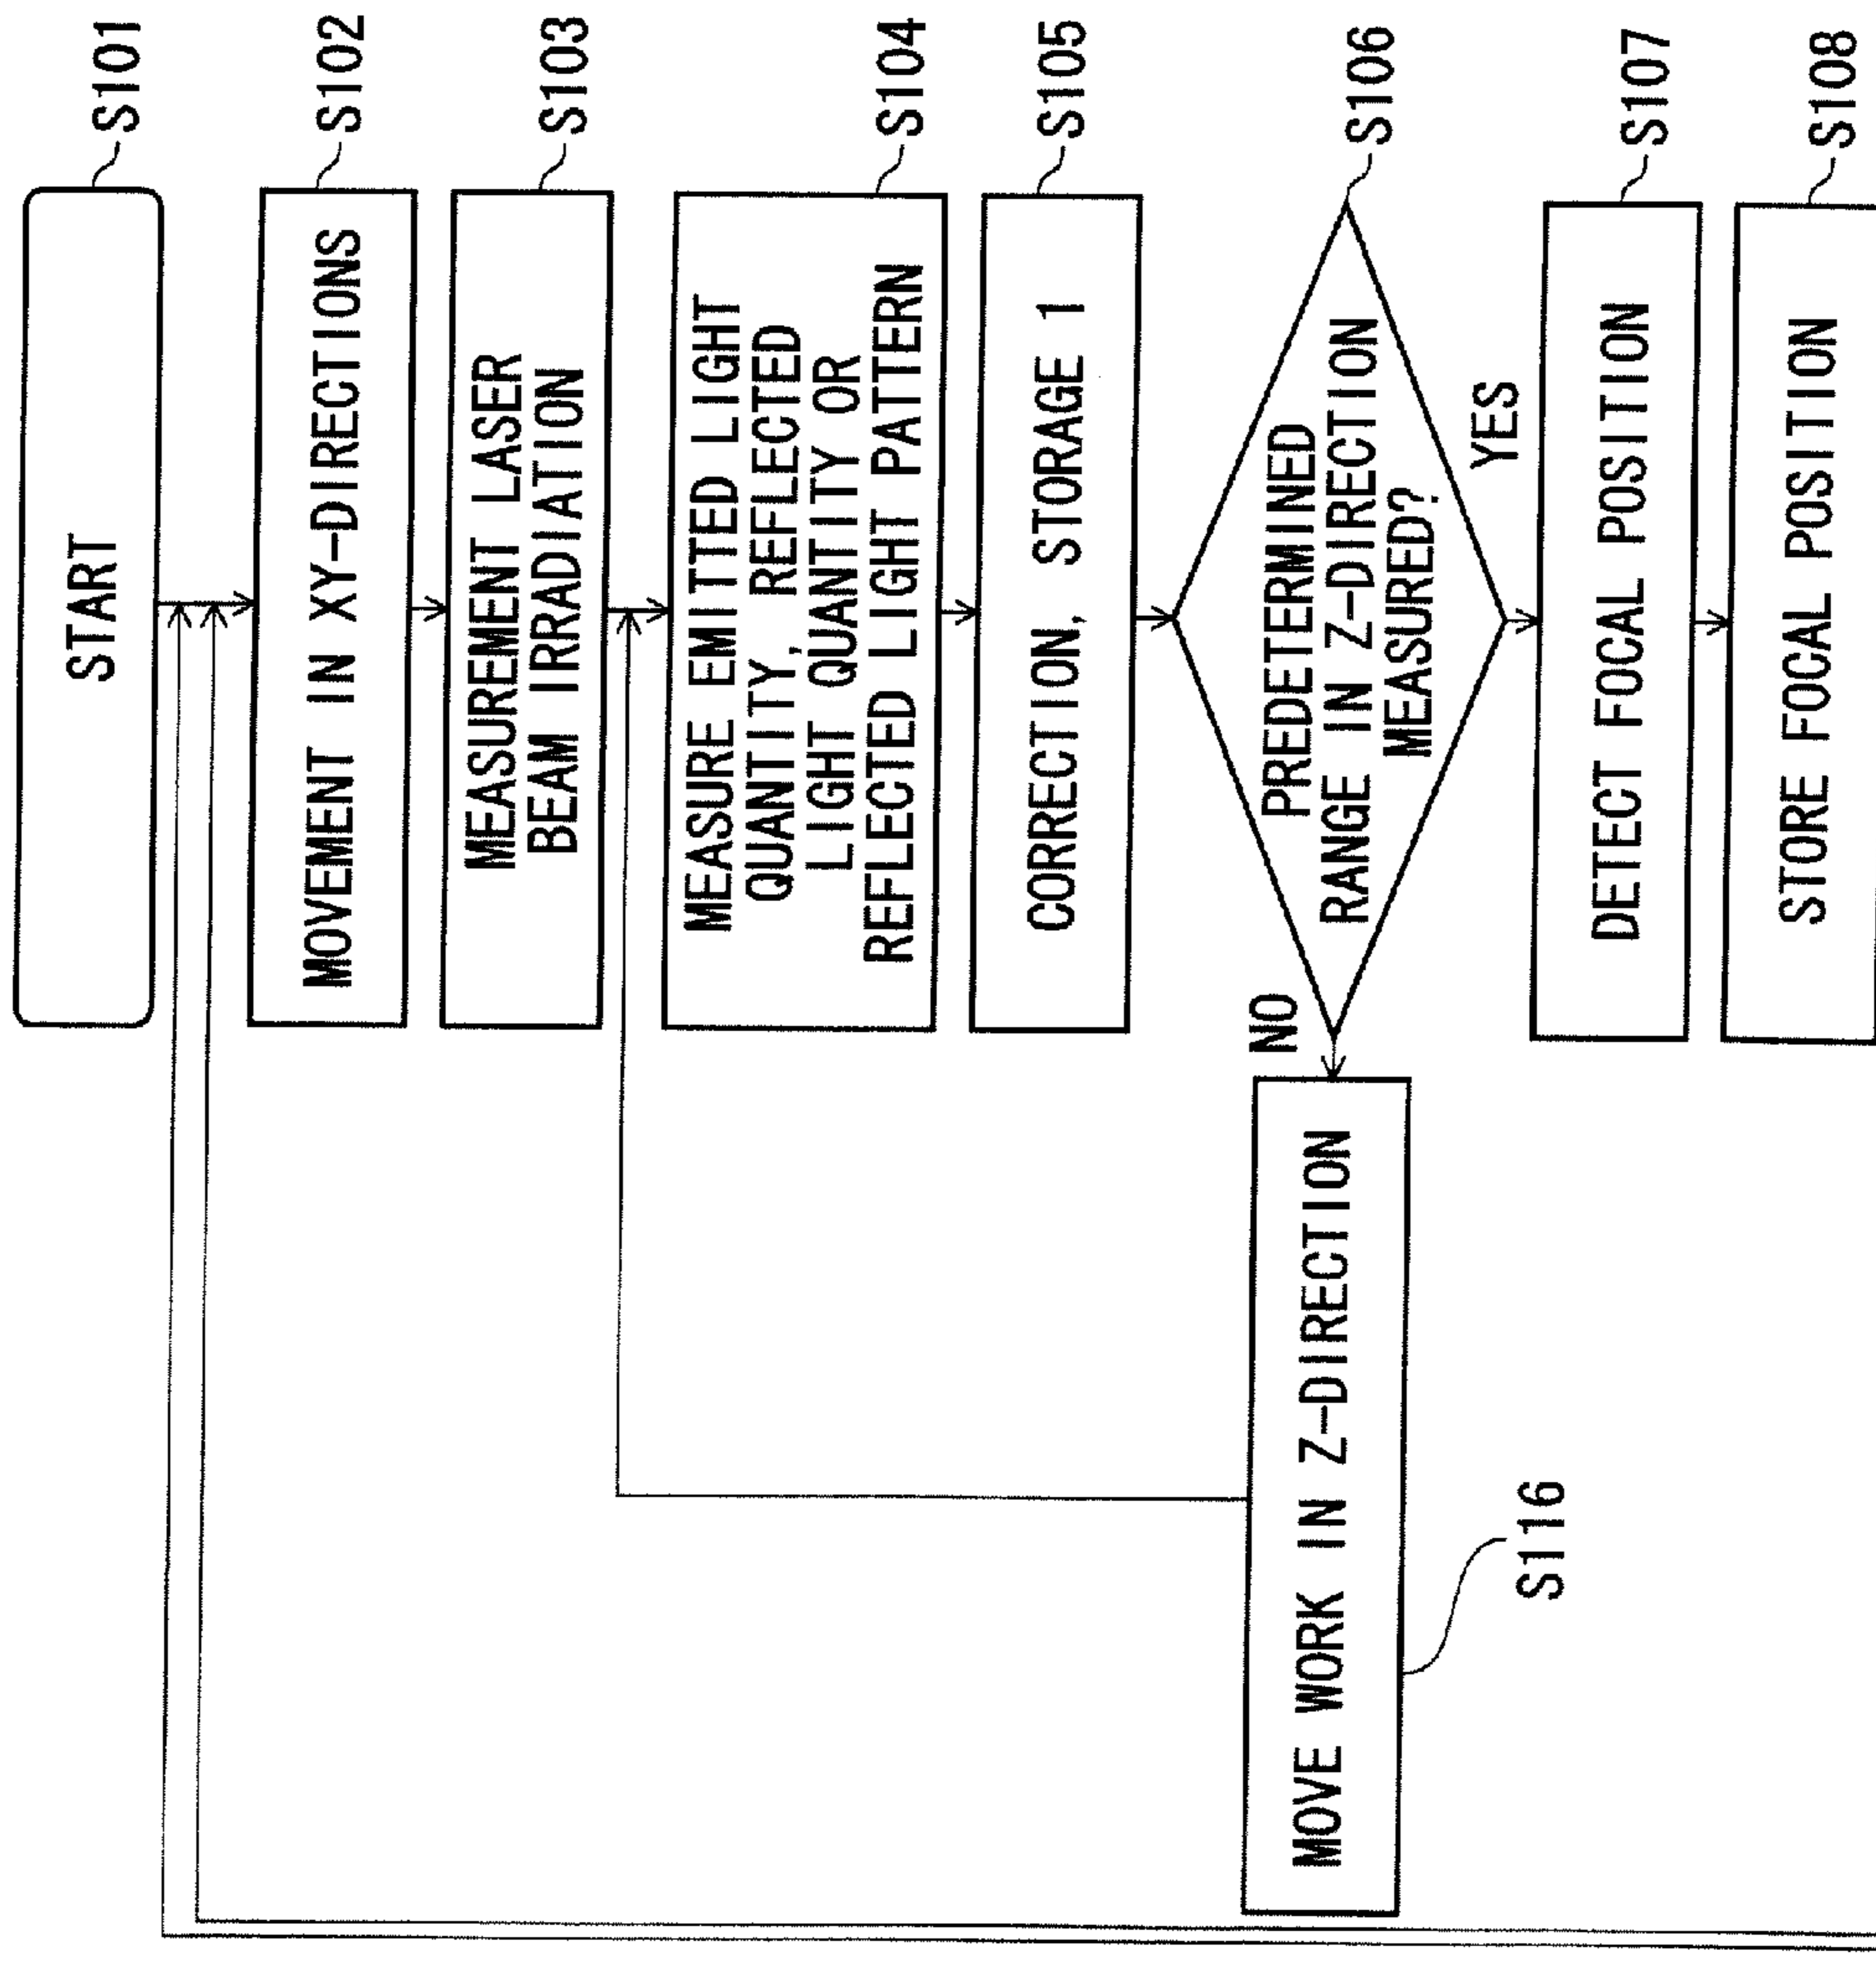 START
S101
MOVEMENT IN XY-DIRECTIONS
S102
MEASUREMENT LASER
BEAM IRRADIATION
S103
MEASURE EMITTED LIGHT
QUANTITY, REFLECTED
LIGHT QUANTITY OR
REFLECTED LIGHT PATTERN
S104
CORRECTION, STORAGE 1
S105
PREDETERMINED
RANGE IN Z-DIRECTION
MEASURED?
S106
NO
YES
MOVE WORK IN Z-DIRECTION
S116
DETECT FOCAL POSITION
S107
STORE FOCAL POSITION
S108